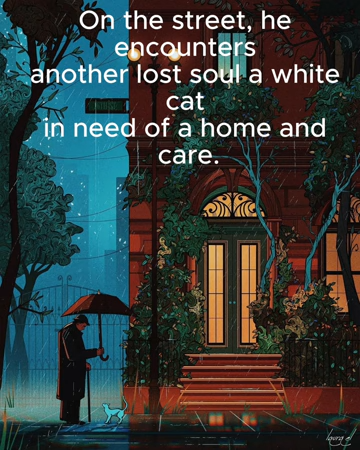 On the street, he
encounters
another lost soul a white
cat
in need of a home and
care.